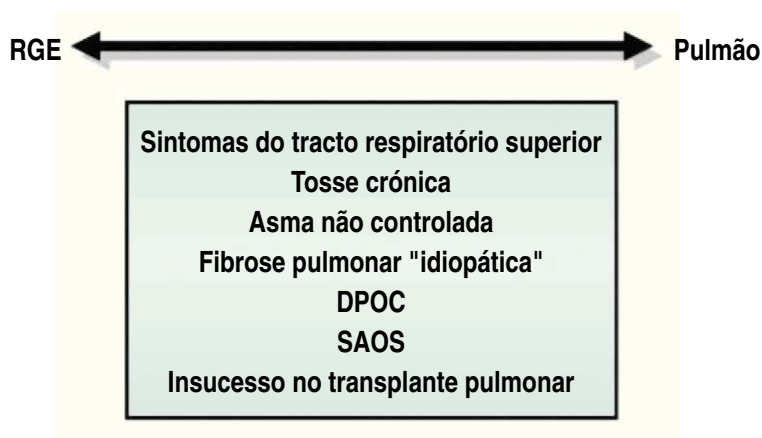 RGE Pulmão
Sintomas do tracto respiratório superior
Tosse crónica
Asma não controlada
Fibrose pulmonar "idiopática"
DPOC
SAOS
Insucesso no transplante pulmonar